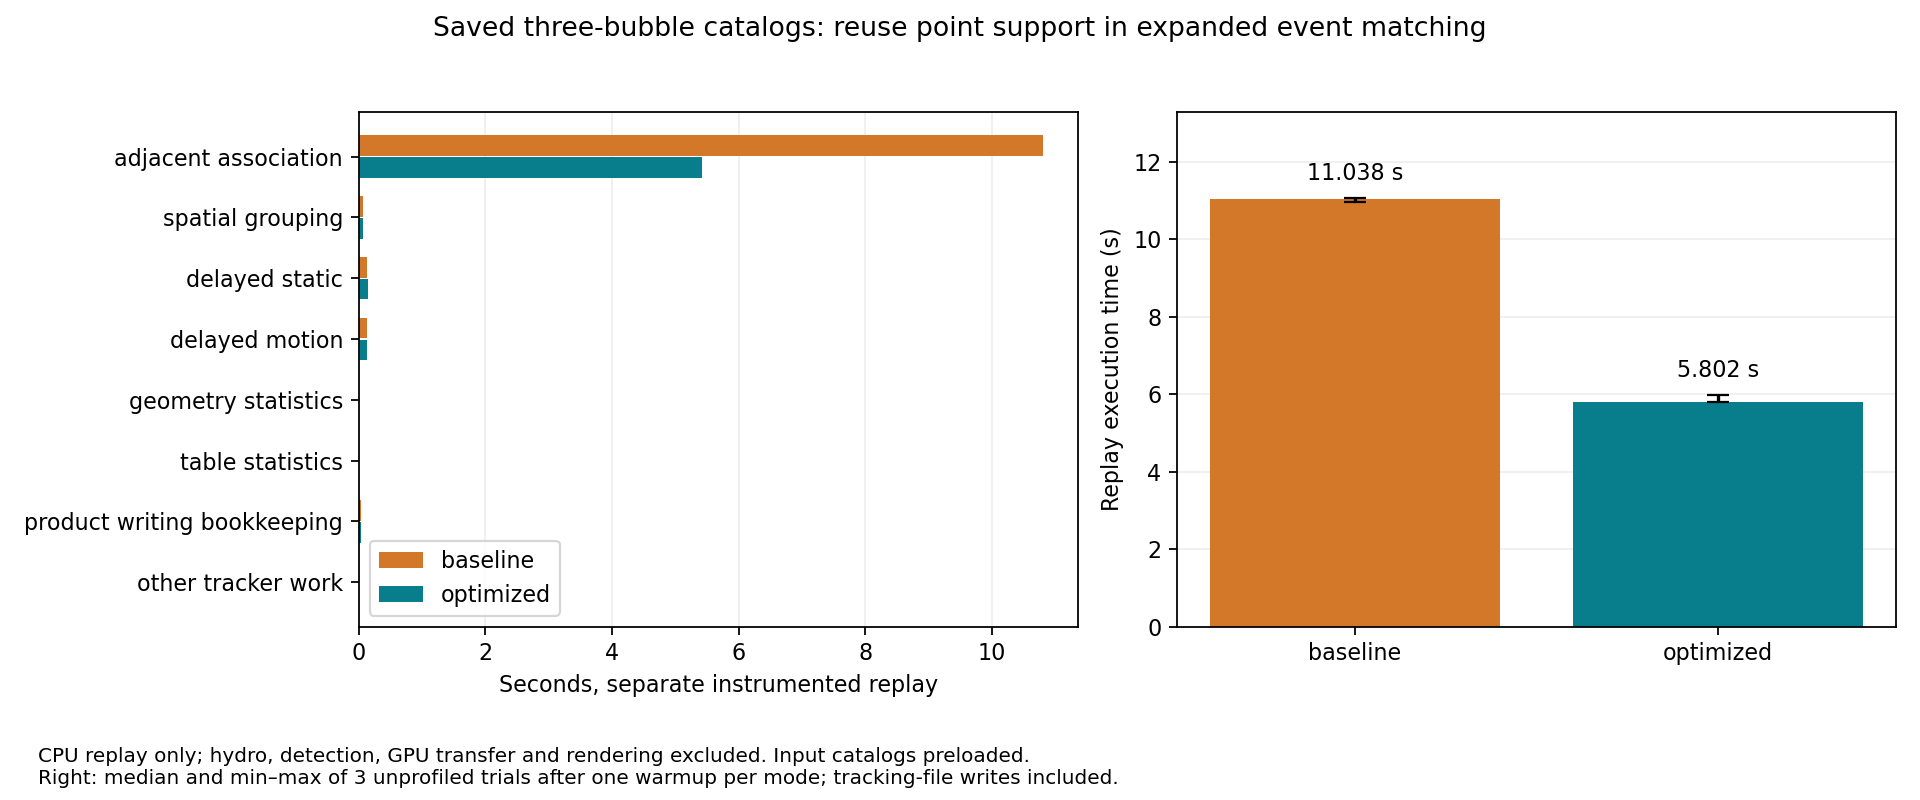 Saved three-bubble catalogs: reuse point support in expanded event matching
adjacent association
spatial grouping
delayed static
delayed motion
geometry statistics
table statistics
product writing bookkeeping
other tracker work
baseline
optimized
0 2 4 6 8 10
Seconds, separate instrumented replay
Replay execution time (s)
12
10
8
6
4
2
0
11.038 s
5.802 s
baseline optimized
CPU replay only; hydro, detection, GPU transfer and rendering excluded. Input catalogs preloaded.
Right: median and min–max of 3 unprofiled trials after one warmup per mode; tracking-file writes included.